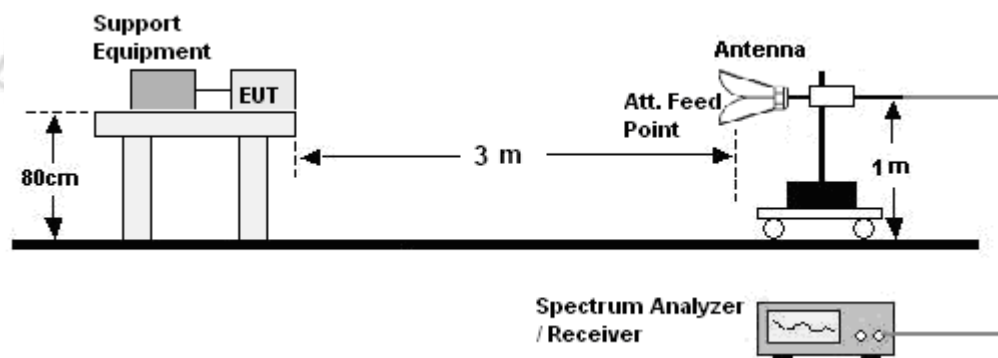 Support
Equipment
EUT
Antenna
Att. Feed
Point
3 m
80cm
1 m
Spectrum Analyzer
/ Receiver